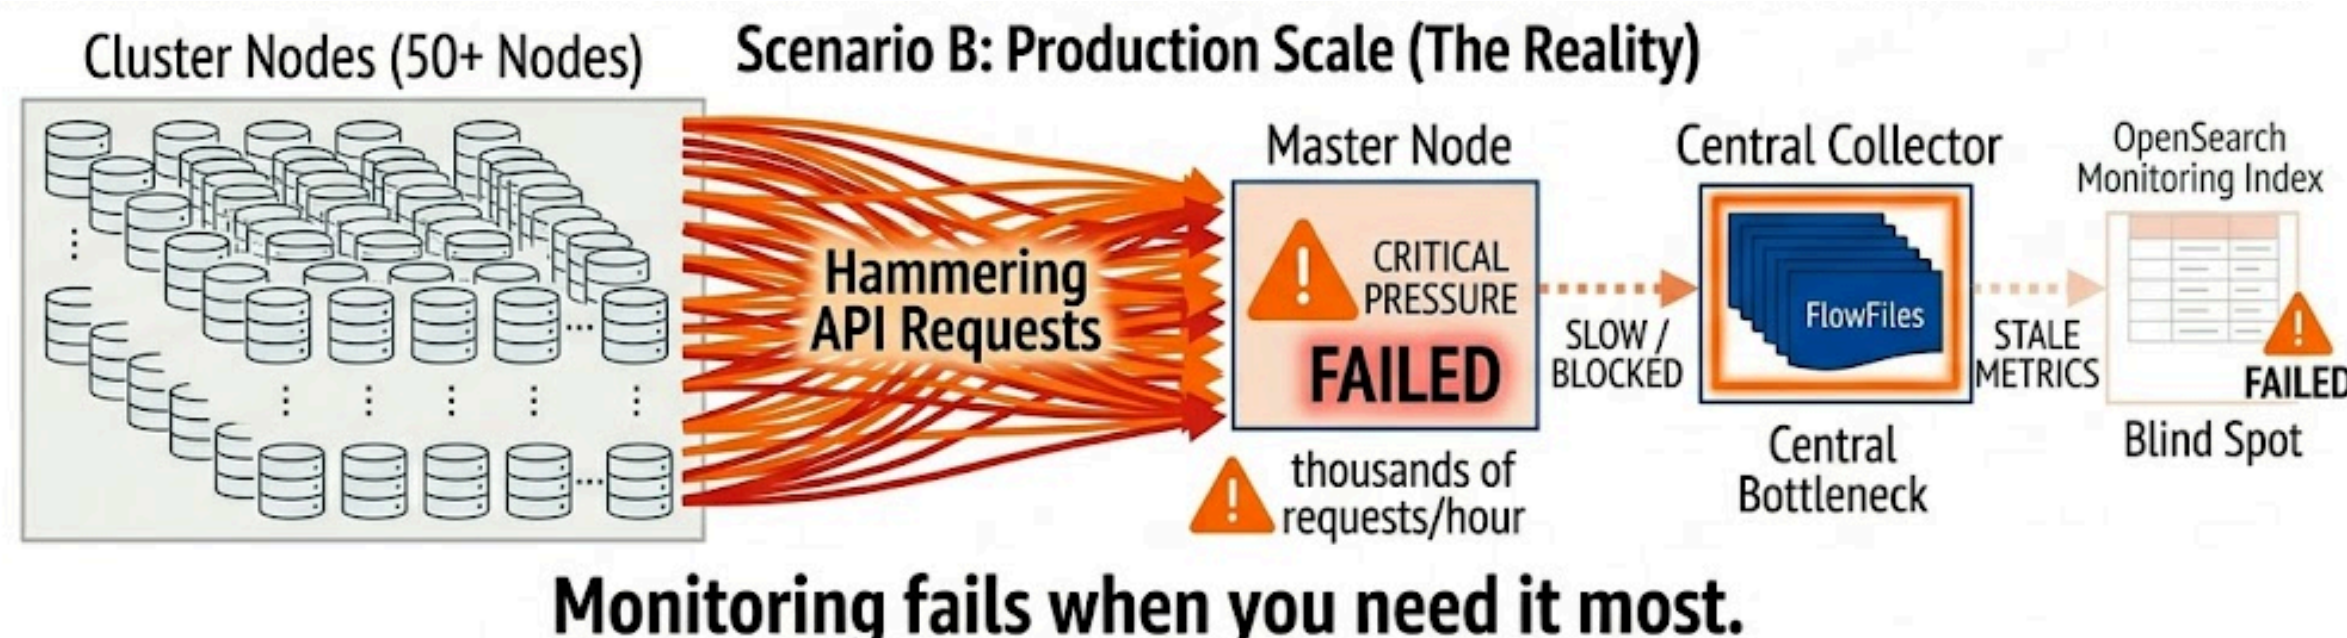 Cluster Nodes (50+ Nodes)
Scenario B: Production Scale (The Reality)
Hammering
API Requests
Master Node
CRITICAL
PRESSURE
FAILED
thousands of
requests/hour
SLOW /
BLOCKED
Central Collector
FlowFiles
Central
Bottleneck
STALE
METRICS
OpenSearch
Monitoring Index
FAILED
Blind Spot
Monitoring fails when you need it most.